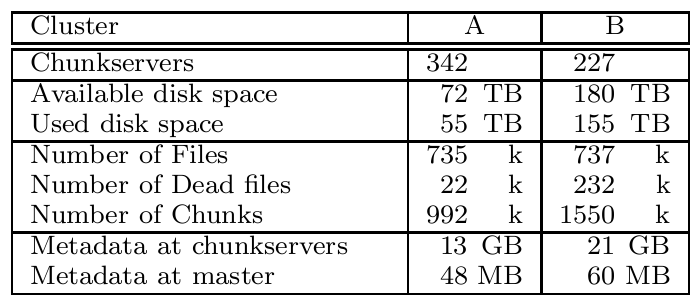 Cluster A B
Chunkservers 342 227
Available disk space 72 TB 180 TB
Used disk space 55 TB 155 TB
Number of Files 735 k 737 k
Number of Dead files 22 k 232 k
Number of Chunks 992 k 1550 k
Metadata at chunkservers 13 GB 21 GB
Metadata at master 48 MB 60 MB